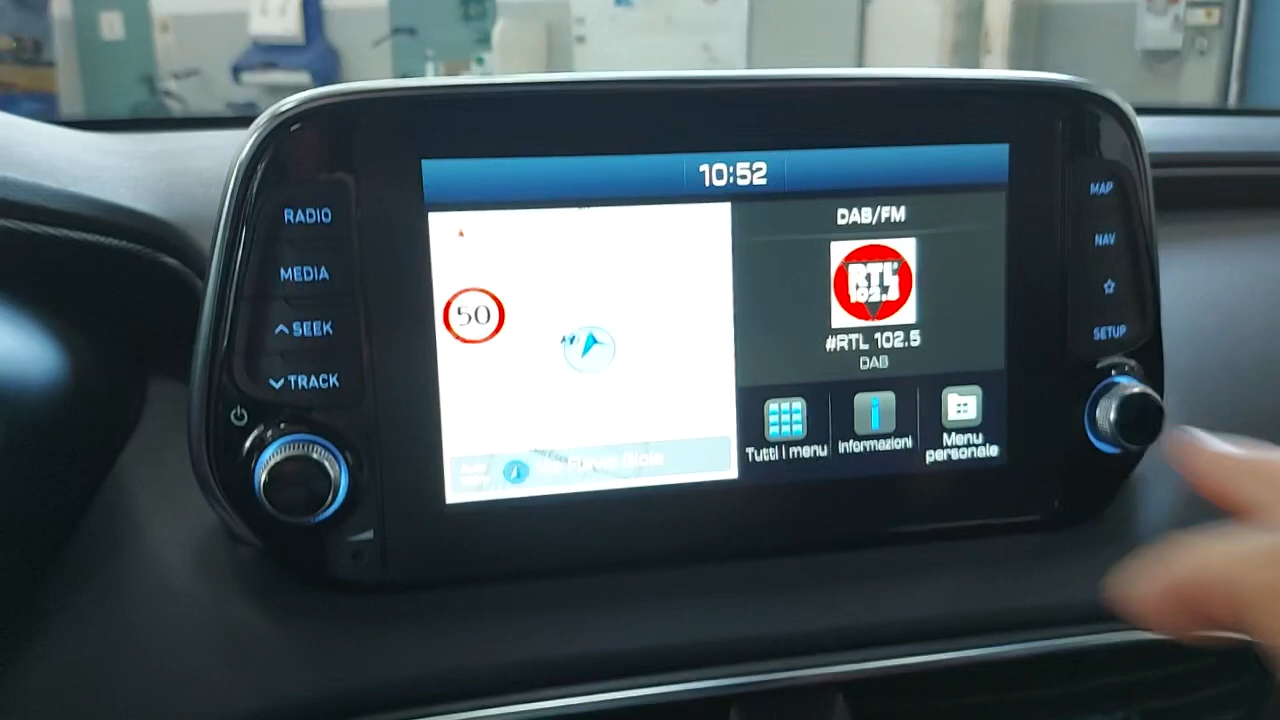 10:52
RADIO
MEDIA
SEEK
TRACK
50
DAB/FM
RTL
102.5
#RTL 102.5
DAB
Tutti i menu
Informazioni
Menu
personale
MAP
NAV
SETUP